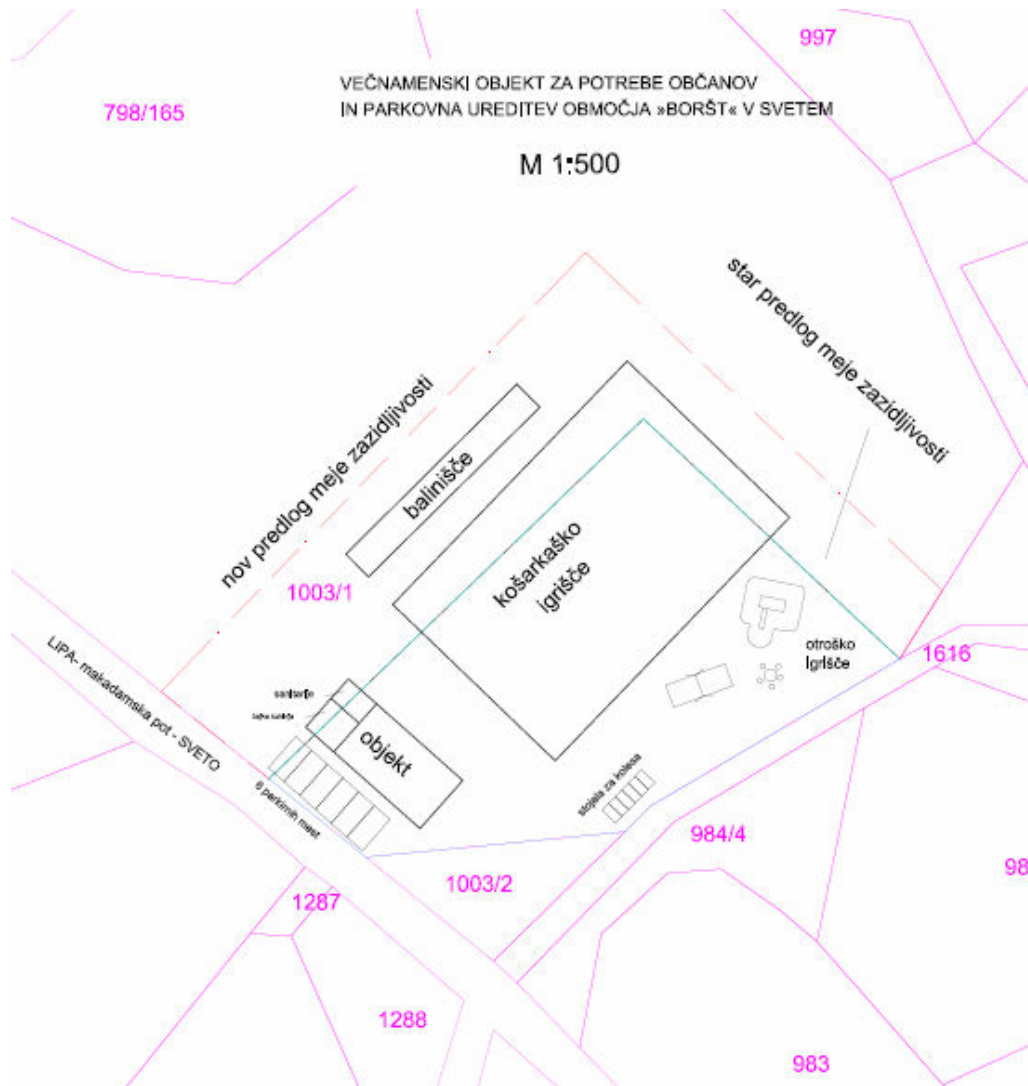 997
798/165
VEČNAMENSKI OBJEKT ZA POTREBE OBČANOV
IN PARKOVNA UREDITEV OBMOČJA »BORŠT« V SVETEM
M 1:500
star predlog meje zazidljivosti
nov predlog meje zazidljivosti
balinišče
košarkaško
igrišče
1003/1
otroško
igrišče
1616
LIPA- makadamska pot - SVETO
sanitarije
objekt
6 parkirnih mest
stojala za kolesa
984/4
98
1003/2
1287
1288
983